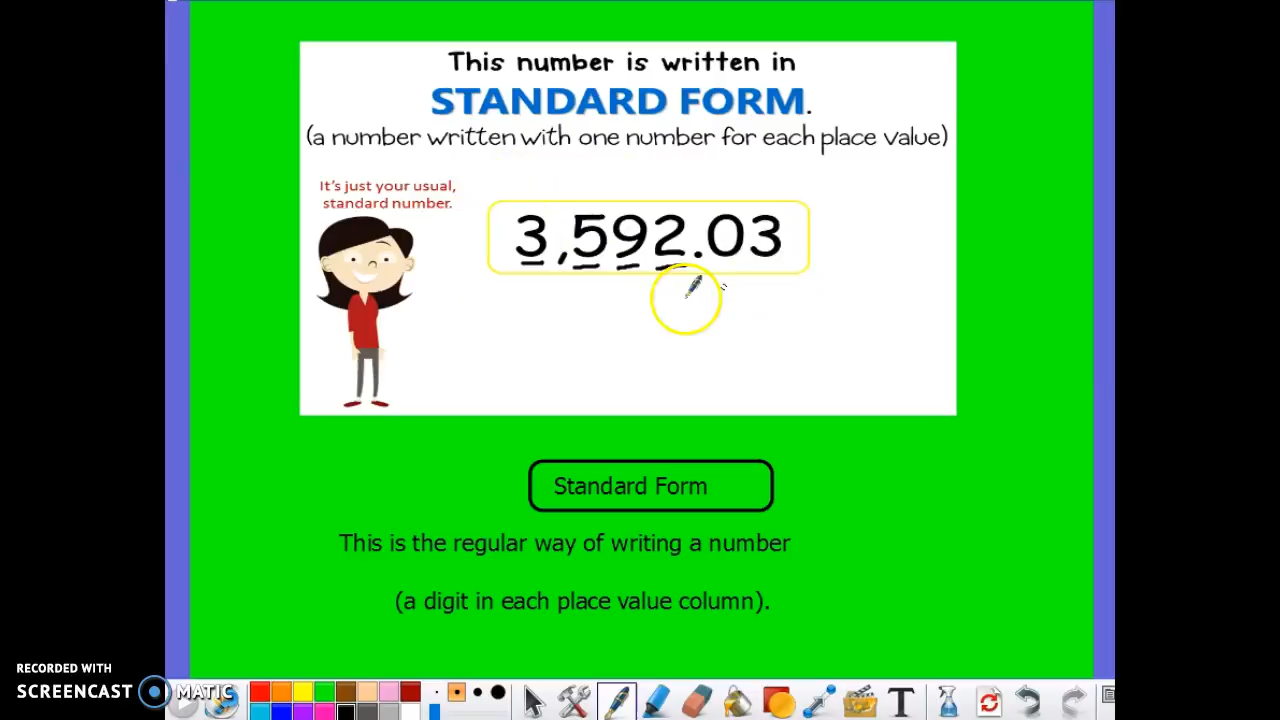 This number is written in
STANDARD FORM.
(a number written with one number for each place value)
It's just your usual,
standard number.
3,592.03
Standard Form
This is the regular way of writing a number
(a digit in each place value column).
RECORDED WITH
SCREENCAST MATIC
T